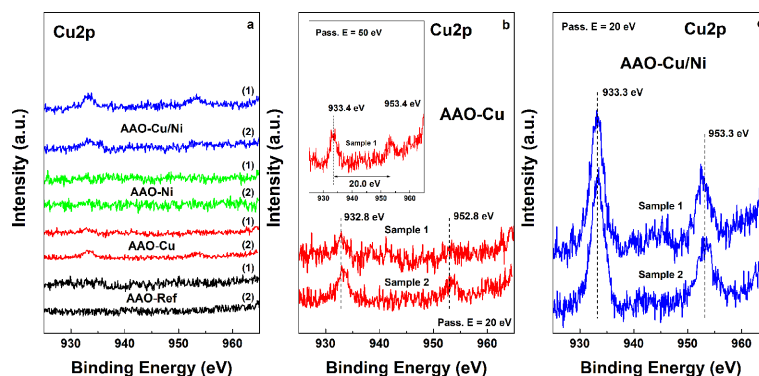 Cu2p
a
(1)
AAO-Cu/Ni
(2)
(1)
AAO-Ni
(2)
(1)
AAO-Cu
(2)
(1)
AAO-Ref
(2)
930 940 950 960
Binding Energy (eV)
Intensity (a.u.)
Pass. E = 50 eV
Cu2p
b
933.4 eV
953.4 eV
AAO-Cu
Sample 1
20.0 eV
930 940 950 960
932.8 eV
952.8 eV
Sample 1
Sample 2
Pass. E = 20 eV
930 940 950 960
Binding Energy (eV)
Intensity (a.u.)
Pass. E = 20 eV
Cu2p
AAO-Cu/Ni
933.3 eV
953.3 eV
Sample 1
Sample 2
930 940 950
Binding Energy (eV)
Intensity (a.u.)